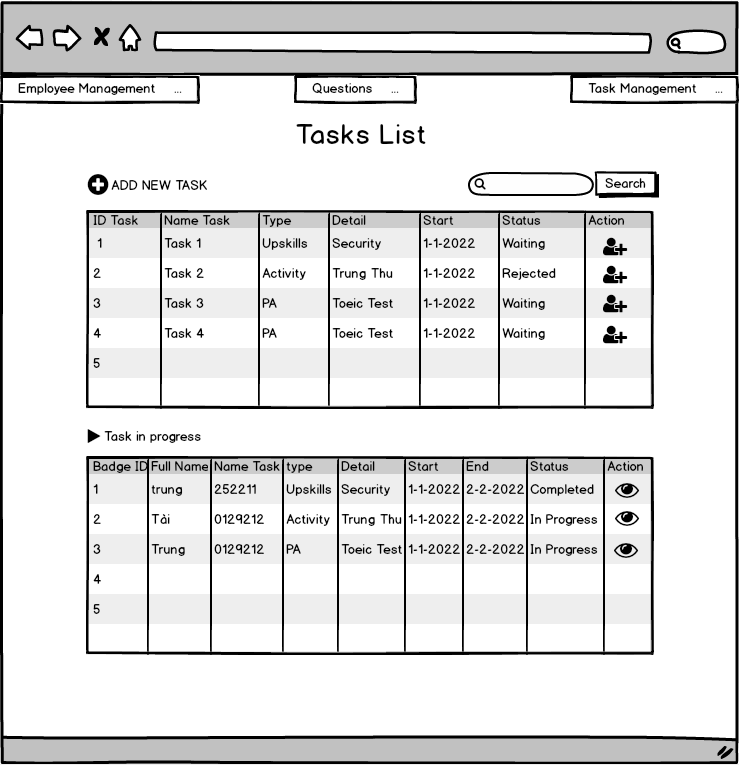 Employee Management ... Questions ... Task Management ...
Tasks List
ADD NEW TASK Search
ID Task Name Task Type Detail Start Status Action
1 Task 1 Upskills Security 1-1-2022 Waiting
2 Task 2 Activity Trung Thu 1-1-2022 Rejected
3 Task 3 PA Toeic Test 1-1-2022 Waiting
4 Task 4 PA Toeic Test 1-1-2022 Waiting
5
Task in progress
Badge ID Full Name Name Task type Detail Start End Status Action
1 trung 252211 Upskills Security 1-1-2022 2-2-2022 Completed
2 Tài 0129212 Activity Trung Thu 1-1-2022 2-2-2022 In Progress
3 Trung 0129212 PA Toeic Test 1-1-2022 2-2-2022 In Progress
4
5